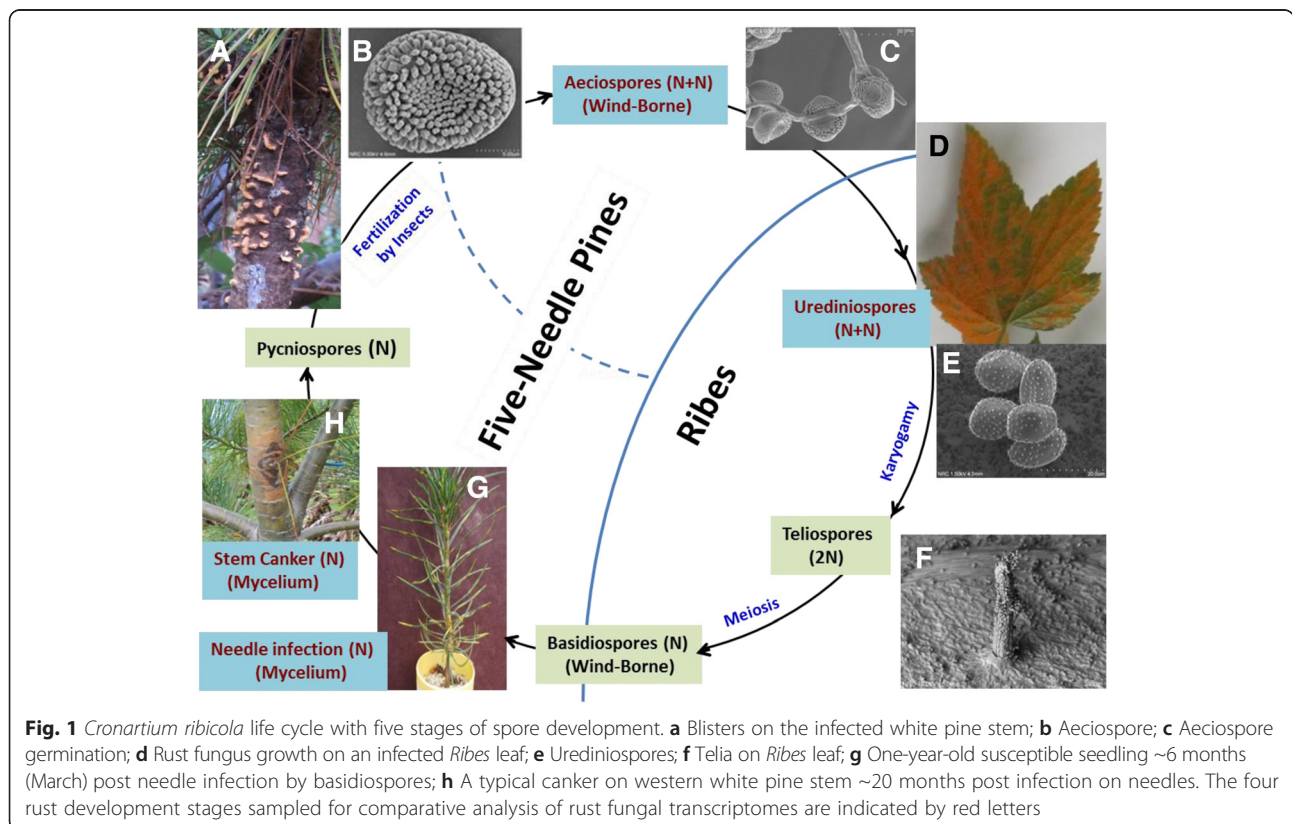 A
B
Aeciospores (N+N)
(Wind-Borne)
C
D
Fertilization
by Insects
Five-Needle Pines
Ribes
Urediniospores
(N+N)
E
Pycniospores (N)
H
Karyogamy
G
Teliospores
(2N)
F
Stem Canker (N)
(Mycelium)
Meiosis
Needle infection (N)
(Mycelium)
Basidiospores (N)
(Wind-Borne)
Fig. 1 Cronartium ribicola life cycle with five stages of spore development. a Blisters on the infected white pine stem; b Aeciospore; c Aeciospore
germination; d Rust fungus growth on an infected Ribes leaf; e Urediniospores; f Telia on Ribes leaf; g One-year-old susceptible seedling ~6 months
(March) post needle infection by basidiospores; h A typical canker on western white pine stem ~20 months post infection on needles. The four
rust development stages sampled for comparative analysis of rust fungal transcriptomes are indicated by red letters